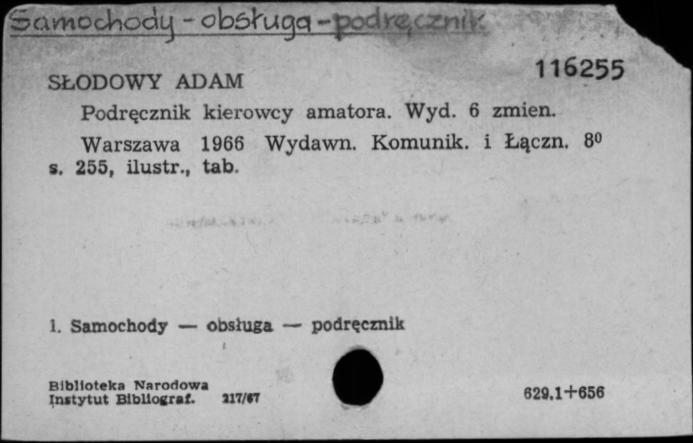 Samochody - obsługa - podręcznik
116255
SŁODOWY ADAM
Podręcznik kierowcy amatora. Wyd. 6 zmien.
Warszawa 1966 Wydawn. Komunik. i Łączn. 8⁰
s. 255, ilustr., tab.
1. Samochody — obsługa — podręcznik
Biblioteka Narodowa
Instytut Bibliograf. 217/67
629.1+656